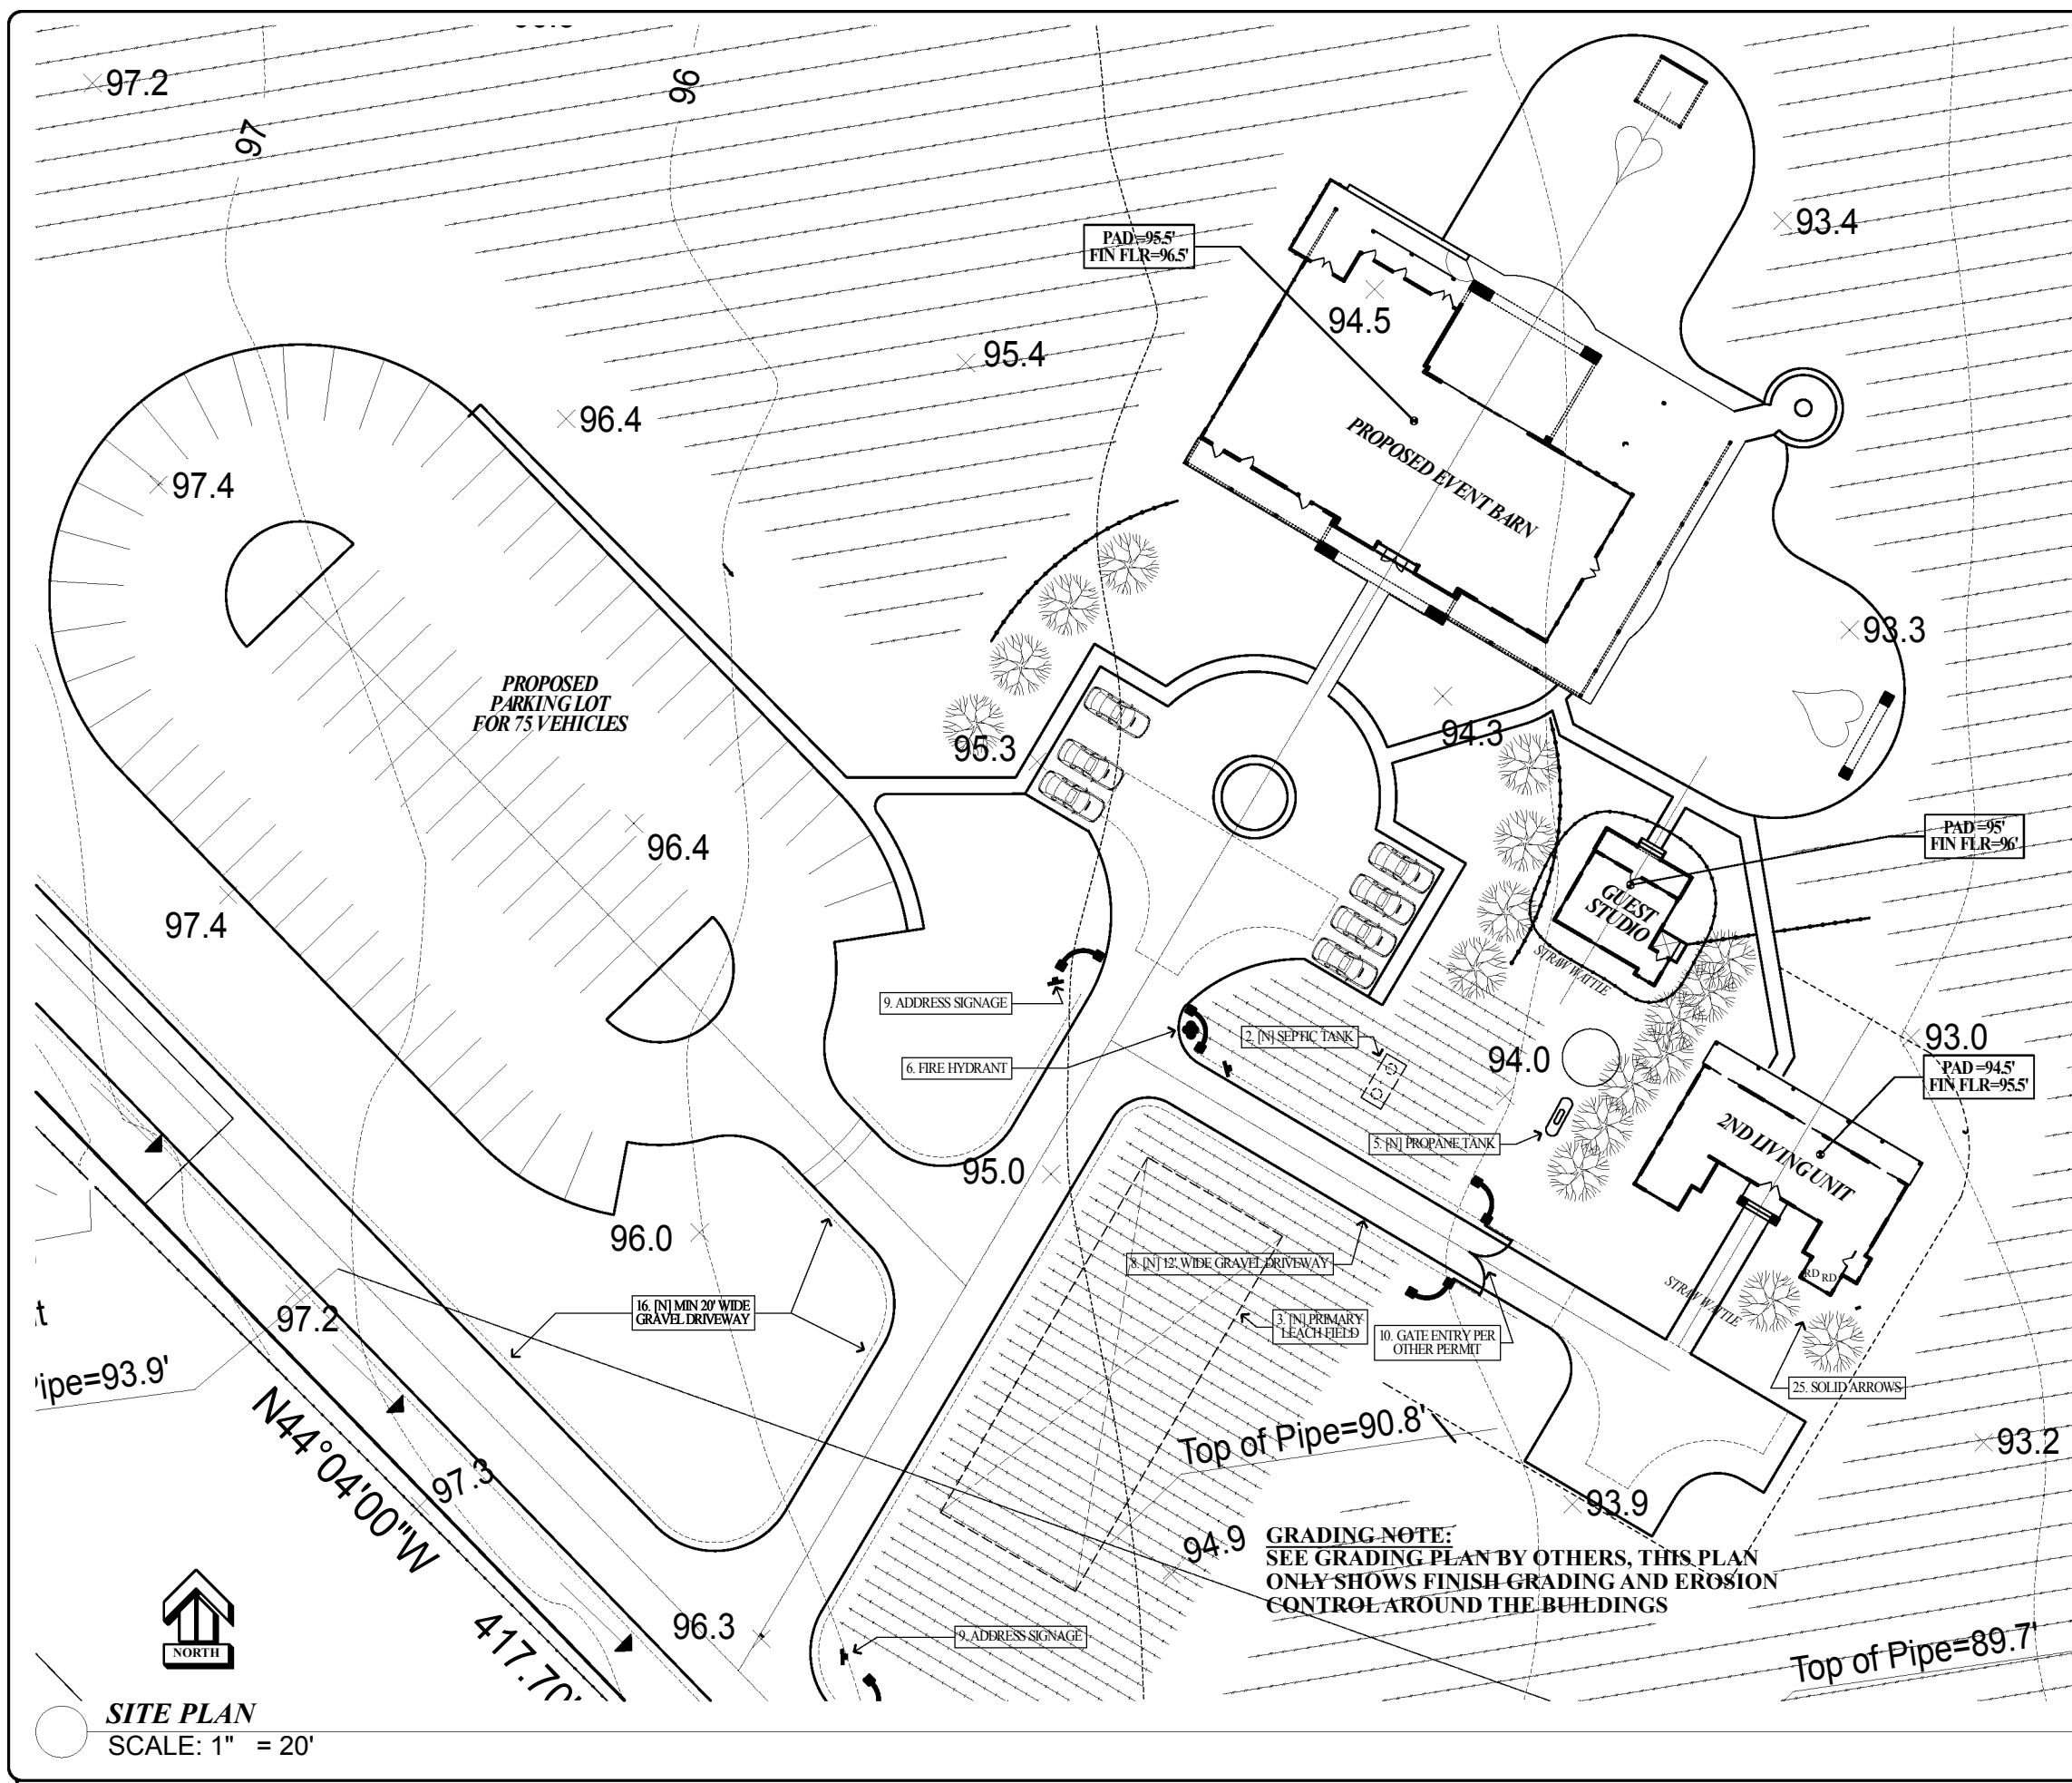 97.2
97
96
93.4
PAD =95.5'
FIN FLR=96.5'
94.5
95.4
96.4
PROPOSED EVENT BARN
97.4
93.3
PROPOSED
PARKING LOT
FOR 75 VEHICLES
95.3
94.3
96.4
PAD =95'
FIN FLR=96'
GUEST
STUDIO
97.4
STRAW WATTLE
9. ADDRESS SIGNAGE
2. [N] SEPTIC TANK
94.0
93.0
6. FIRE HYDRANT
PAD =94.5'
FIN FLR=95.5'
5. [N] PROPANE TANK
2ND LIVING UNIT
95.0
96.0
8. [N] 12' WIDE GRAVEL DRIVEWAY
RD RD
STRAW WATTLE
97.2
16. [N] MIN 20' WIDE
GRAVEL DRIVEWAY
3. [N] PRIMARY
LEACH FIELD
10. GATE ENTRY PER
OTHER PERMIT
ipe=93.9'
25. SOLID ARROWS
N44°04'00"W
417.70'
Top of Pipe=90.8'
93.2
97.3
93.9
94.9
GRADING NOTE:
SEE GRADING PLAN BY OTHERS, THIS PLAN
ONLY SHOWS FINISH GRADING AND EROSION
CONTROL AROUND THE BUILDINGS
96.3
9. ADDRESS SIGNAGE
Top of Pipe=89.7'
NORTH
SITE PLAN
SCALE: 1" = 20'